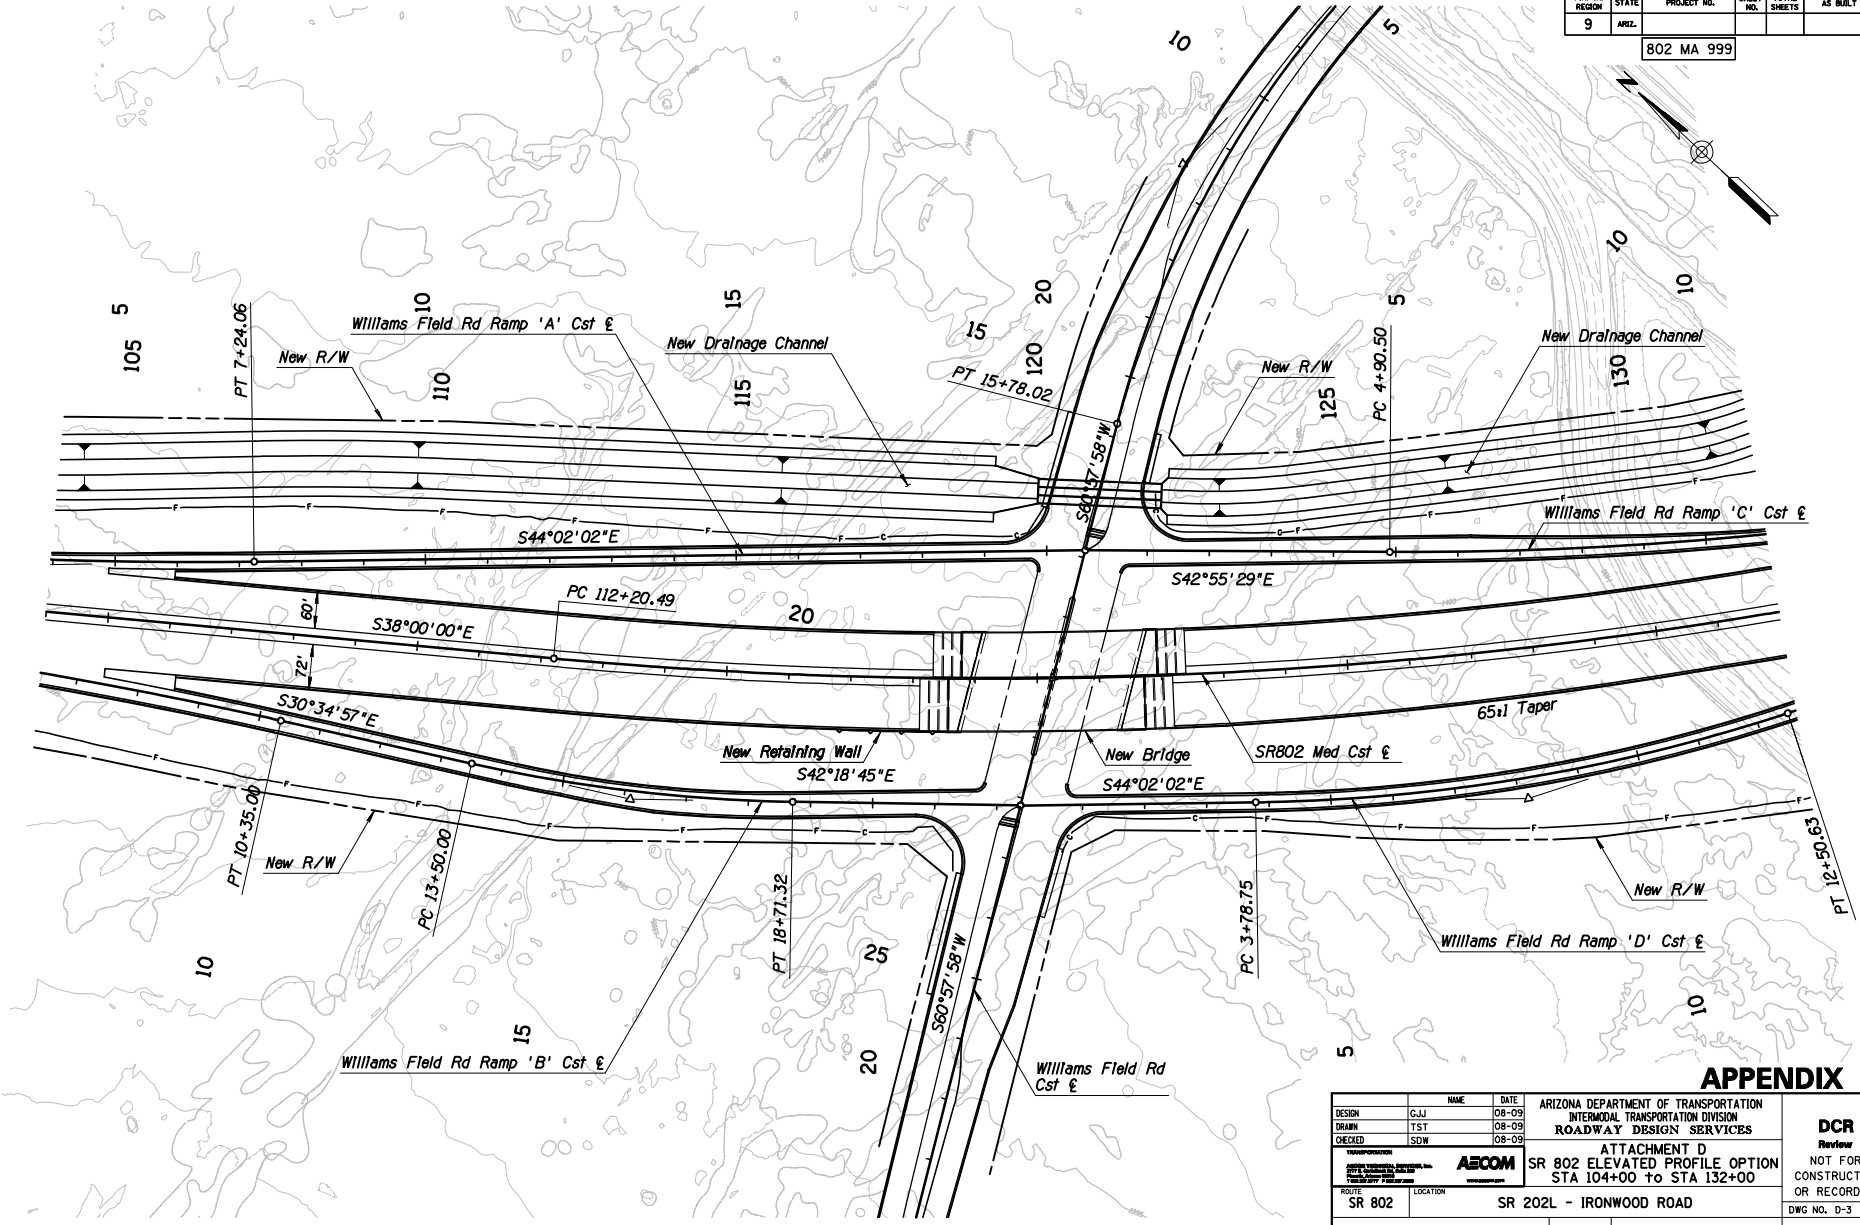 REGION
STATE
PROJECT NO.
NO.
SHEETS
AS BUILT
9
ARIZ.
802 MA 999
10
5
10
10
5
105
PT 7+24.06
10
110
Williams Field Rd Ramp 'A' Cst ℄
New R/W
15
115
New Drainage Channel
15
20
120
PT 15+78.02
New R/W
125
5
PC 4+90.50
New Drainage Channel
130
S60°57'58"W
Williams Field Rd Ramp 'C' Cst ℄
S44°02'02"E
S42°55'29"E
PC 112+20.49
20
60'
S38°00'00"E
72'
S30°34'57"E
65:1 Taper
New Retaining Wall
New Bridge
SR802 Med Cst ℄
S42°18'45"E
S44°02'02"E
PT 10+35.00
New R/W
PC 13+50.00
PT 18+71.32
PC 3+78.75
PT 12+50.63
New R/W
Williams Field Rd Ramp 'D' Cst ℄
10
15
25
20
S60°57'58"W
5
10
Williams Field Rd Ramp 'B' Cst ℄
Williams Field Rd
Cst ℄
APPENDIX
NAME
DATE
DESIGN
GJJ
08-09
DRAWN
TST
08-09
CHECKED
SDW
08-09
ARIZONA DEPARTMENT OF TRANSPORTATION
INTERMODAL TRANSPORTATION DIVISION
ROADWAY DESIGN SERVICES
DCR
Review
NOT FOR
CONSTRUCT
OR RECORD
TRANSPORTATION
AECOM
ATTACHMENT D
SR 802 ELEVATED PROFILE OPTION
STA 104+00 to STA 132+00
ROUTE
SR 802
LOCATION
SR 202L - IRONWOOD ROAD
DWG NO. D-3